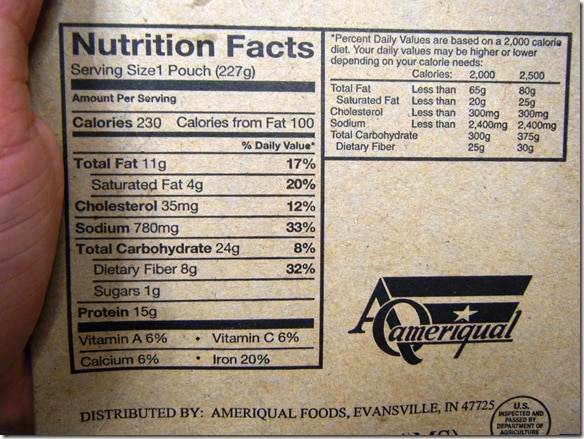 Nutrition Facts
Serving Size1 Pouch (227g)
Amount Per Serving
Calories 230 Calories from Fat 100
% Daily Value*
Total Fat 11g 17%
Saturated Fat 4g 20%
Cholesterol 35mg 12%
Sodium 780mg 33%
Total Carbohydrate 24g 8%
Dietary Fiber 8g 32%
Sugars 1g
Protein 15g
Vitamin A 6% • Vitamin C 6%
Calcium 6% • Iron 20%
*Percent Daily Values are based on a 2,000 calorie
diet. Your daily values may be higher or lower
depending on your calorie needs:
Calories: 2,000 2,500
Total Fat Less than 65g 80g
Saturated Fat Less than 20g 25g
Cholesterol Less than 300mg 300mg
Sodium Less than 2,400mg 2,400mg
Total Carbohydrate 300g 375g
Dietary Fiber 25g 30g
AQ
ameriqual
DISTRIBUTED BY: AMERIQUAL FOODS, EVANSVILLE, IN 47725
U.S.
INSPECTED AND
PASSED BY
DEPARTMENT OF
AGRICULTURE